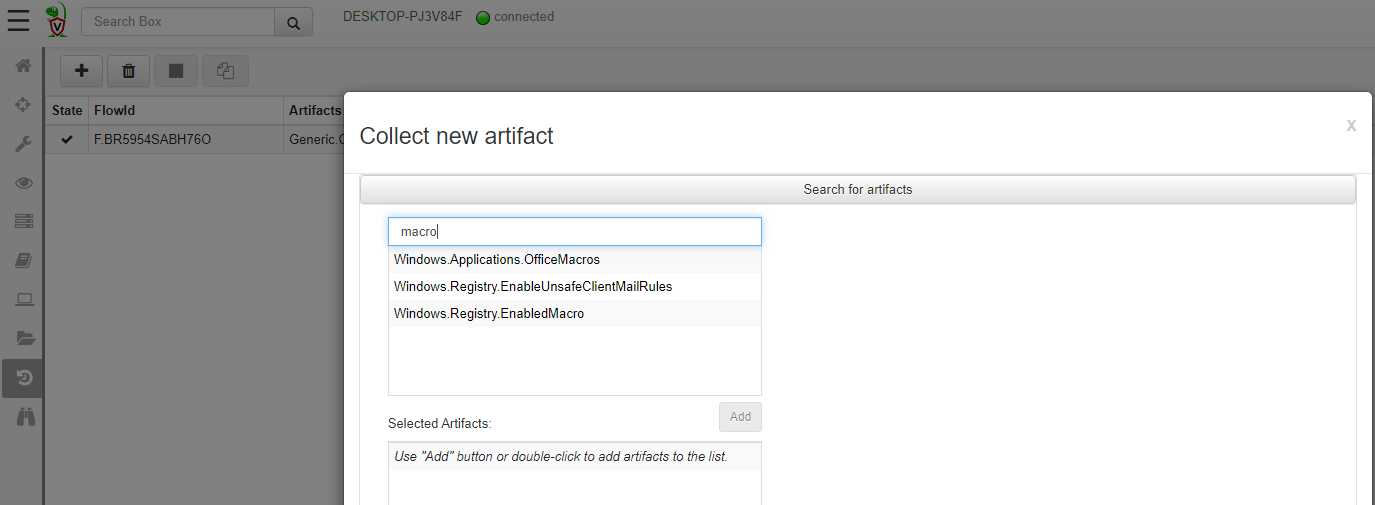 Search Box
DESKTOP-PJ3V84F connected
State FlowId Artifacts
F.BR5954SABH76O Generic.
Collect new artifact
x
Search for artifacts
macro
Windows.Applications.OfficeMacros
Windows.Registry.EnableUnsafeClientMailRules
Windows.Registry.EnabledMacro
Selected Artifacts:
Add
Use "Add" button or double-click to add artifacts to the list.